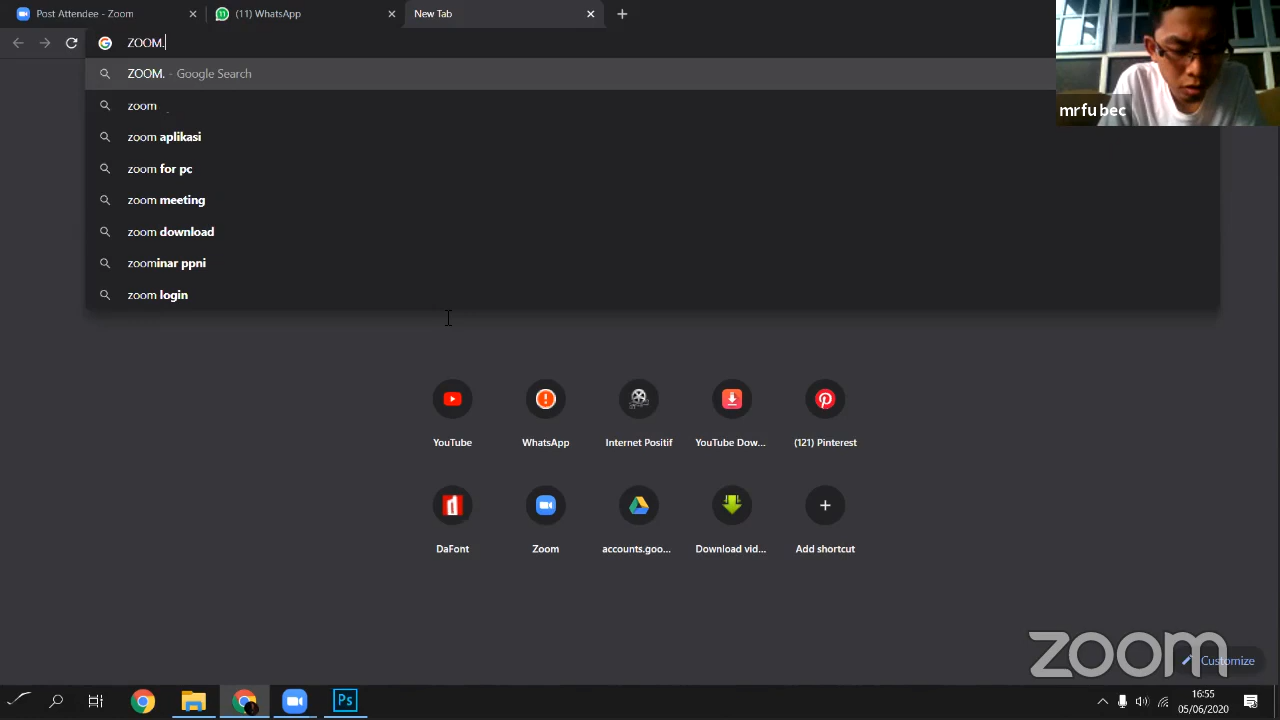 Post Attendee - Zoom
(11) WhatsApp
New Tab
ZOOM.
ZOOM. - Google Search
zoom
zoom aplikasi
zoom for pc
zoom meeting
zoom download
zoominar ppni
zoom login
mrfu bec
YouTube
WhatsApp
Internet Positif
YouTube Dow...
(121) Pinterest
DaFont
Zoom
accounts.goo...
Download vid...
Add shortcut
zoom
Customize
Ps
16:55
05/06/2020